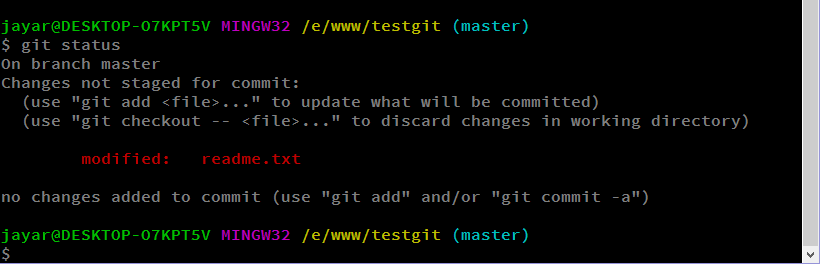 jayar@DESKTOP-O7KPT5V MINGW32 /e/www/testgit (master)
$ git status
On branch master
Changes not staged for commit:
  (use "git add <file>..." to update what will be committed)
  (use "git checkout -- <file>..." to discard changes in working directory)

        modified:   readme.txt

no changes added to commit (use "git add" and/or "git commit -a")

jayar@DESKTOP-O7KPT5V MINGW32 /e/www/testgit (master)
$